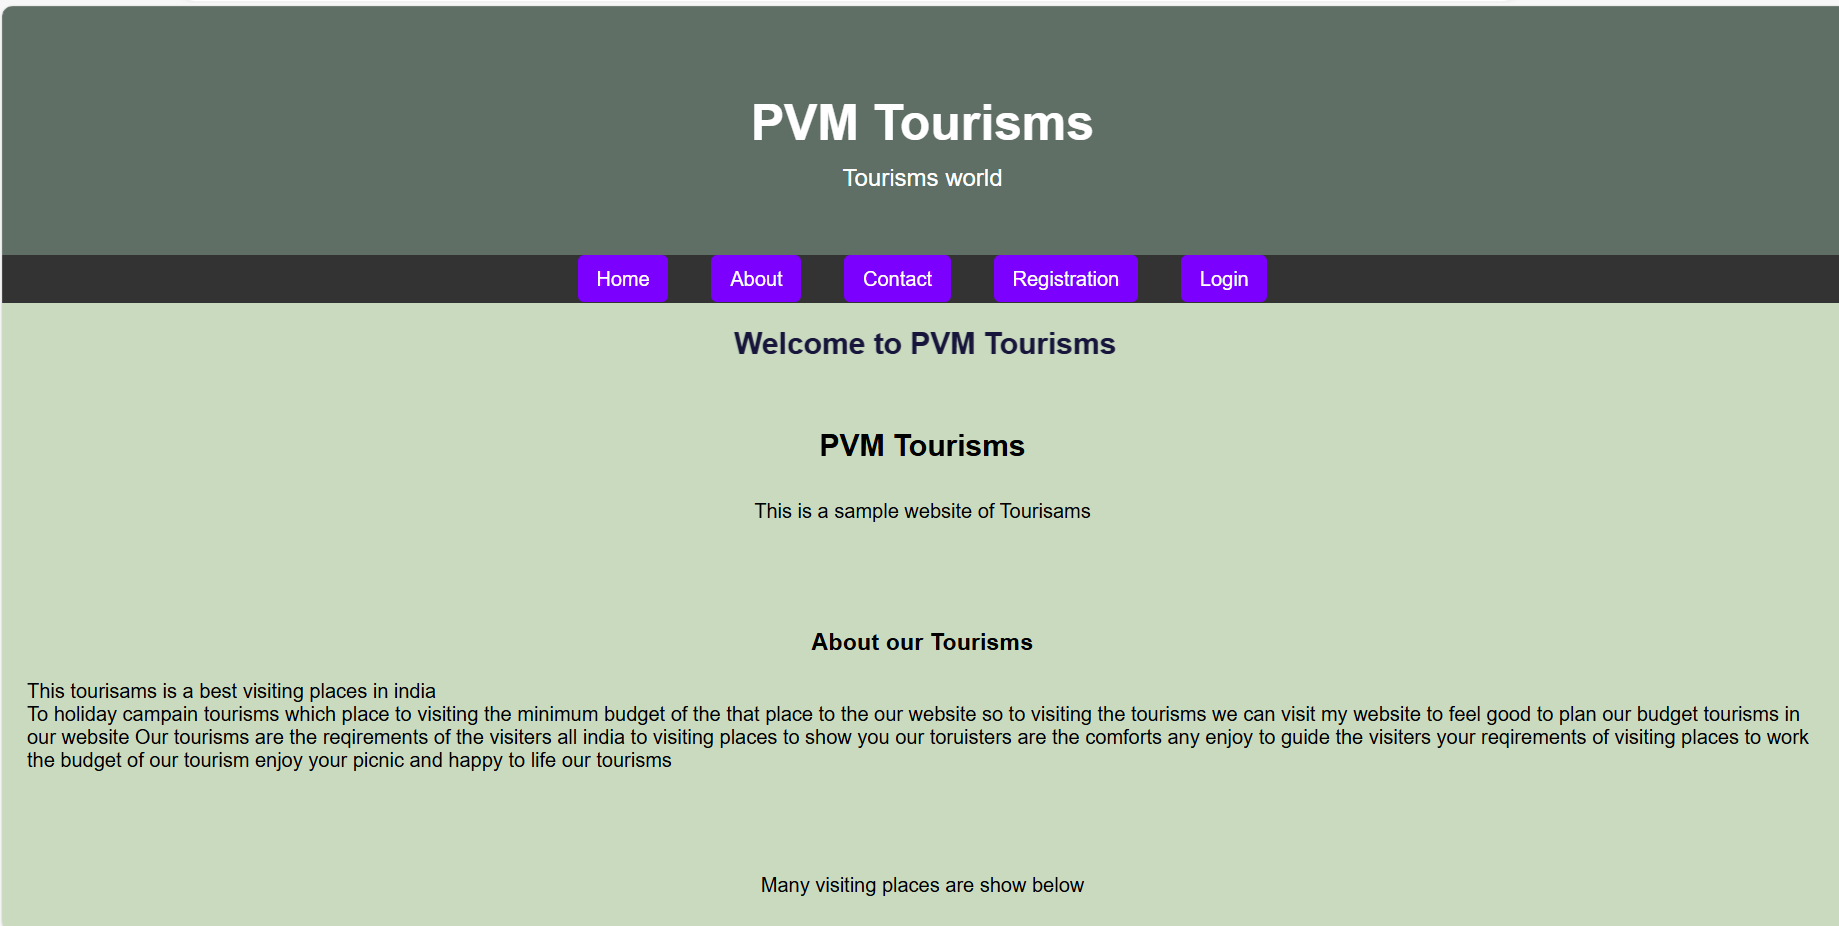 PVM Tourisms
Tourisms world
Home About Contact Registration Login
Welcome to PVM Tourisms
PVM Tourisms
This is a sample website of Tourisams
About our Tourisms
This tourisams is a best visiting places in india
To holiday campain tourisms which place to visiting the minimum budget of the that place to the our website so to visiting the tourisms we can visit my website to feel good to plan our budget tourisms in
our website Our tourisms are the reqirements of the visiters all india to visiting places to show you our toruisters are the comforts any enjoy to guide the visiters your reqirements of visiting places to work
the budget of our tourism enjoy your picnic and happy to life our tourisms
Many visiting places are show below